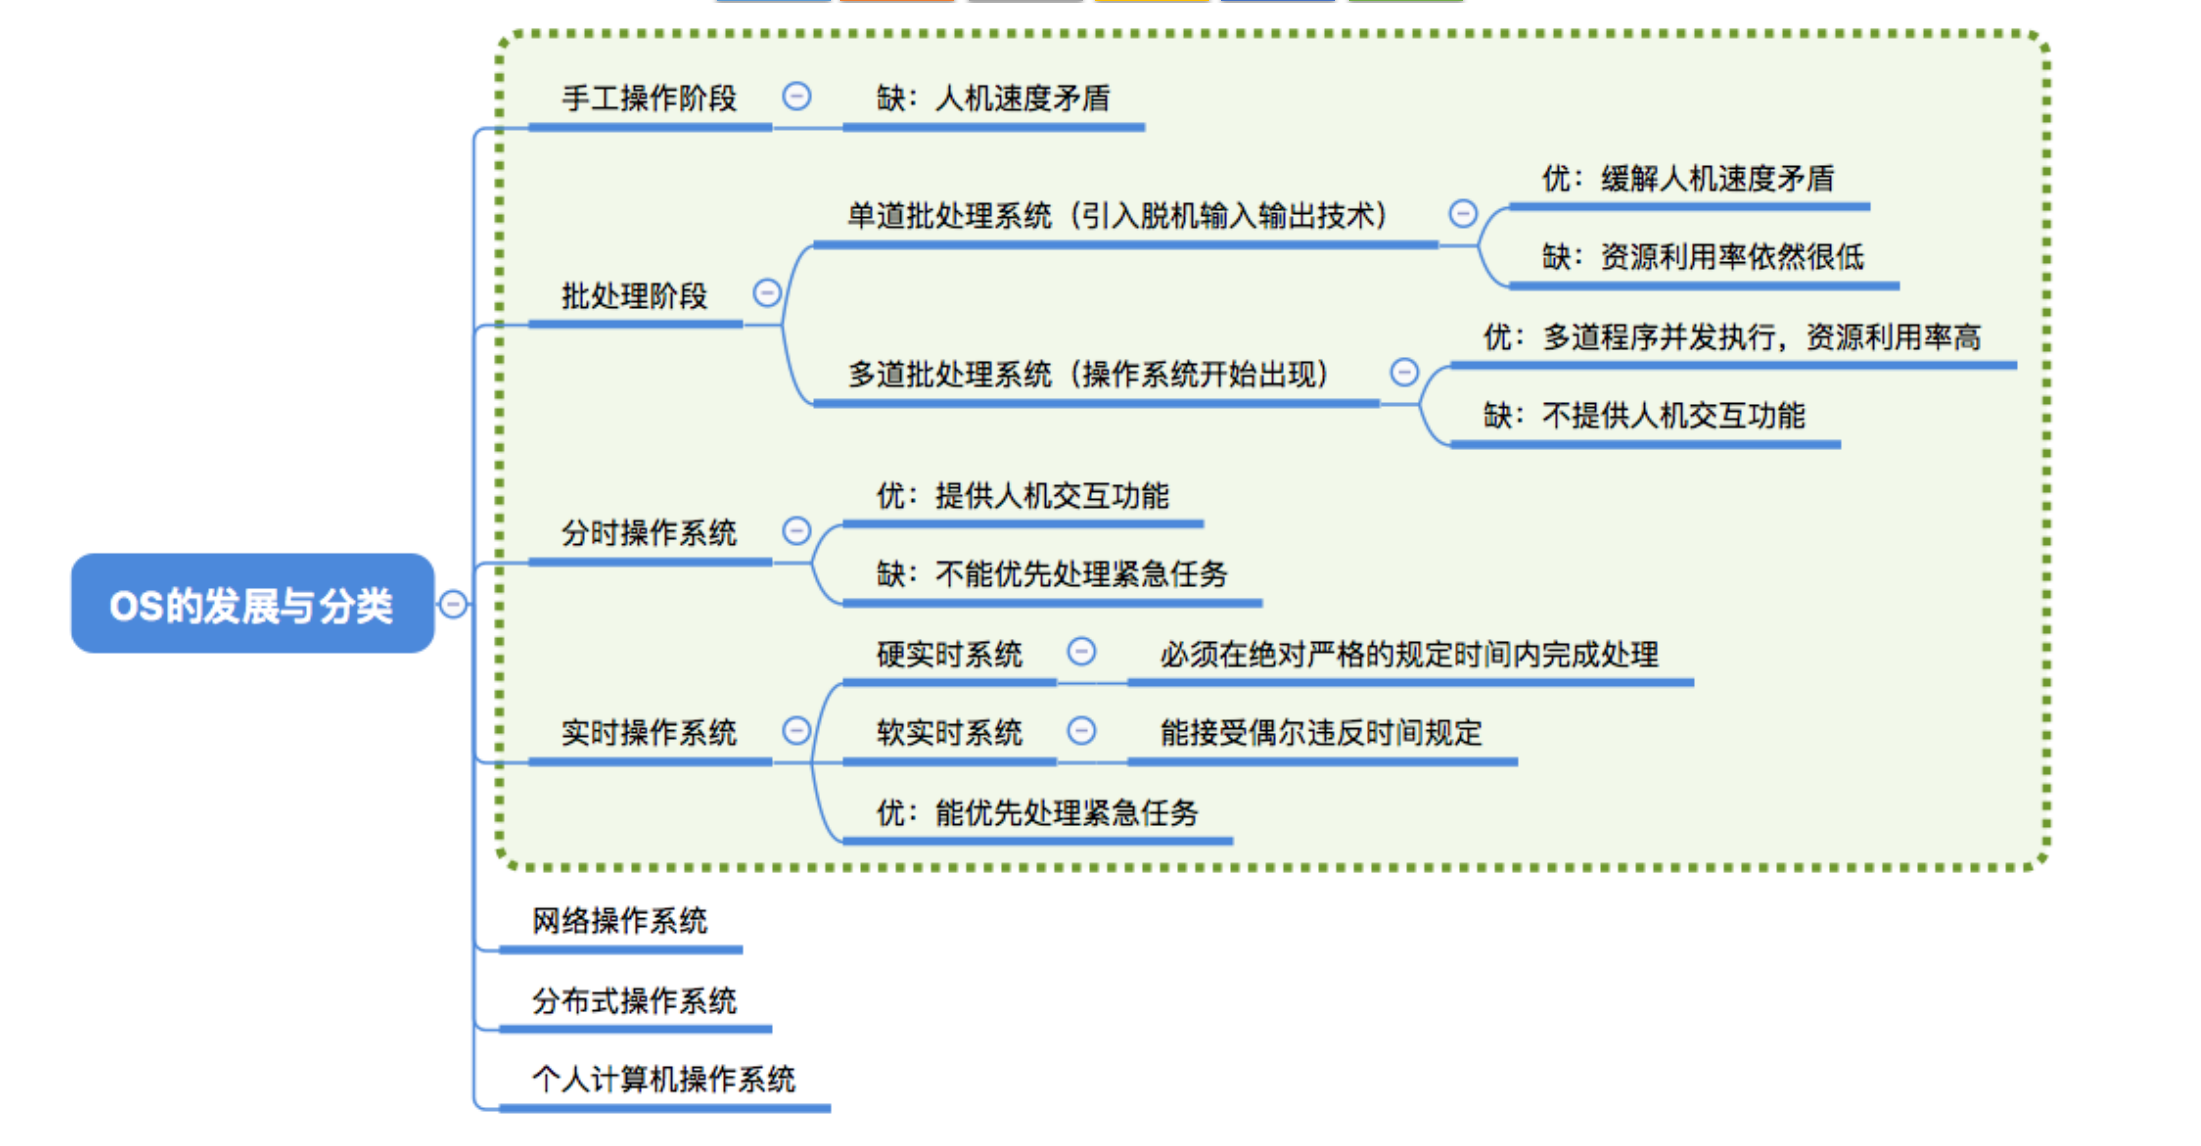 手工操作阶段
缺：人机速度矛盾
批处理阶段
单道批处理系统（引入脱机输入输出技术）
优：缓解人机速度矛盾
缺：资源利用率依然很低
多道批处理系统（操作系统开始出现）
优：多道程序并发执行，资源利用率高
缺：不提供人机交互功能
分时操作系统
优：提供人机交互功能
缺：不能优先处理紧急任务
OS的发展与分类
实时操作系统
硬实时系统
必须在绝对严格的规定时间内完成处理
软实时系统
能接受偶尔违反时间规定
优：能优先处理紧急任务
网络操作系统
分布式操作系统
个人计算机操作系统